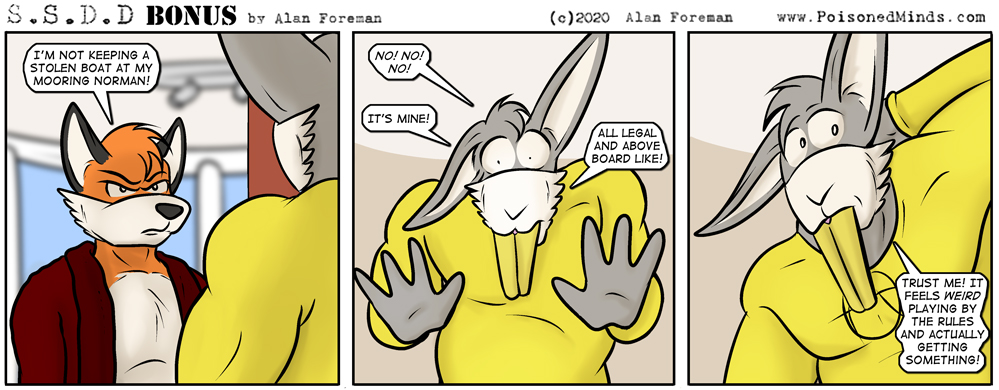 S.S.D.D BONUS by Alan Foreman (c)2020 Alan Foreman www.PoisonedMinds.com
I'M NOT KEEPING A
STOLEN BOAT AT MY
MOORING NORMAN!
NO! NO!
NO!
IT'S MINE!
ALL LEGAL
AND ABOVE
BOARD LIKE!
TRUST ME! IT
FEELS WEIRD
PLAYING BY
THE RULES
AND ACTUALLY
GETTING
SOMETHING!